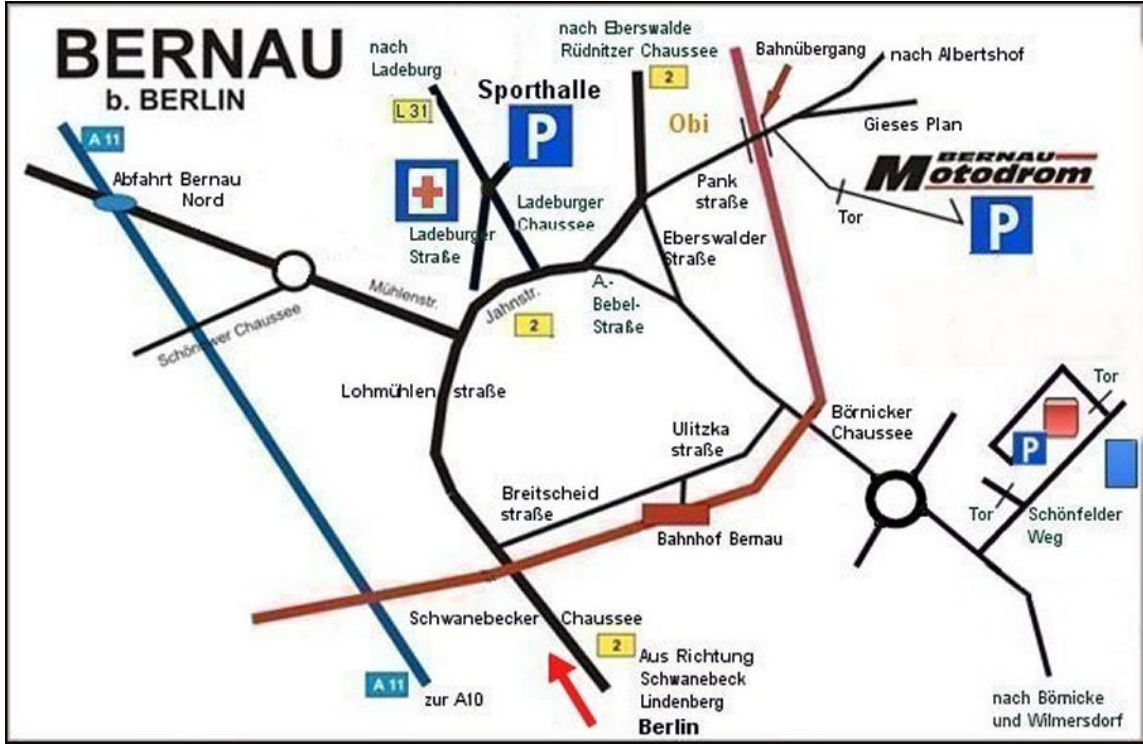 BERNAU
b. BERLIN
nach
Ladeburg
L 31
Sporthalle
P
nach Eberswalde
Rüdnitzer Chaussee
2
Obi
Bahnübergang
nach Albertshof
Gieses Plan
BERNAU
Motodrom
P
Tor
Pank
straße
A 11
Abfahrt Bernau
Nord
Ladeburger
Straße
Ladeburger
Chaussee
Eberswalder
Straße
A.-
Bebel-
Straße
Mühlenstr.
Jahnstr.
2
Schönower Chaussee
Lohmühlen straße
Ulitzka
straße
Börnicker
Chaussee
Tor
P
Tor
Schönfelder
Weg
Breitscheid
straße
Bahnhof Bernau
Schwanebecker Chaussee
2
Aus Richtung
Schwanebeck
Lindenberg
Berlin
A 11
zur A10
nach Börnicke
und Wilmersdorf